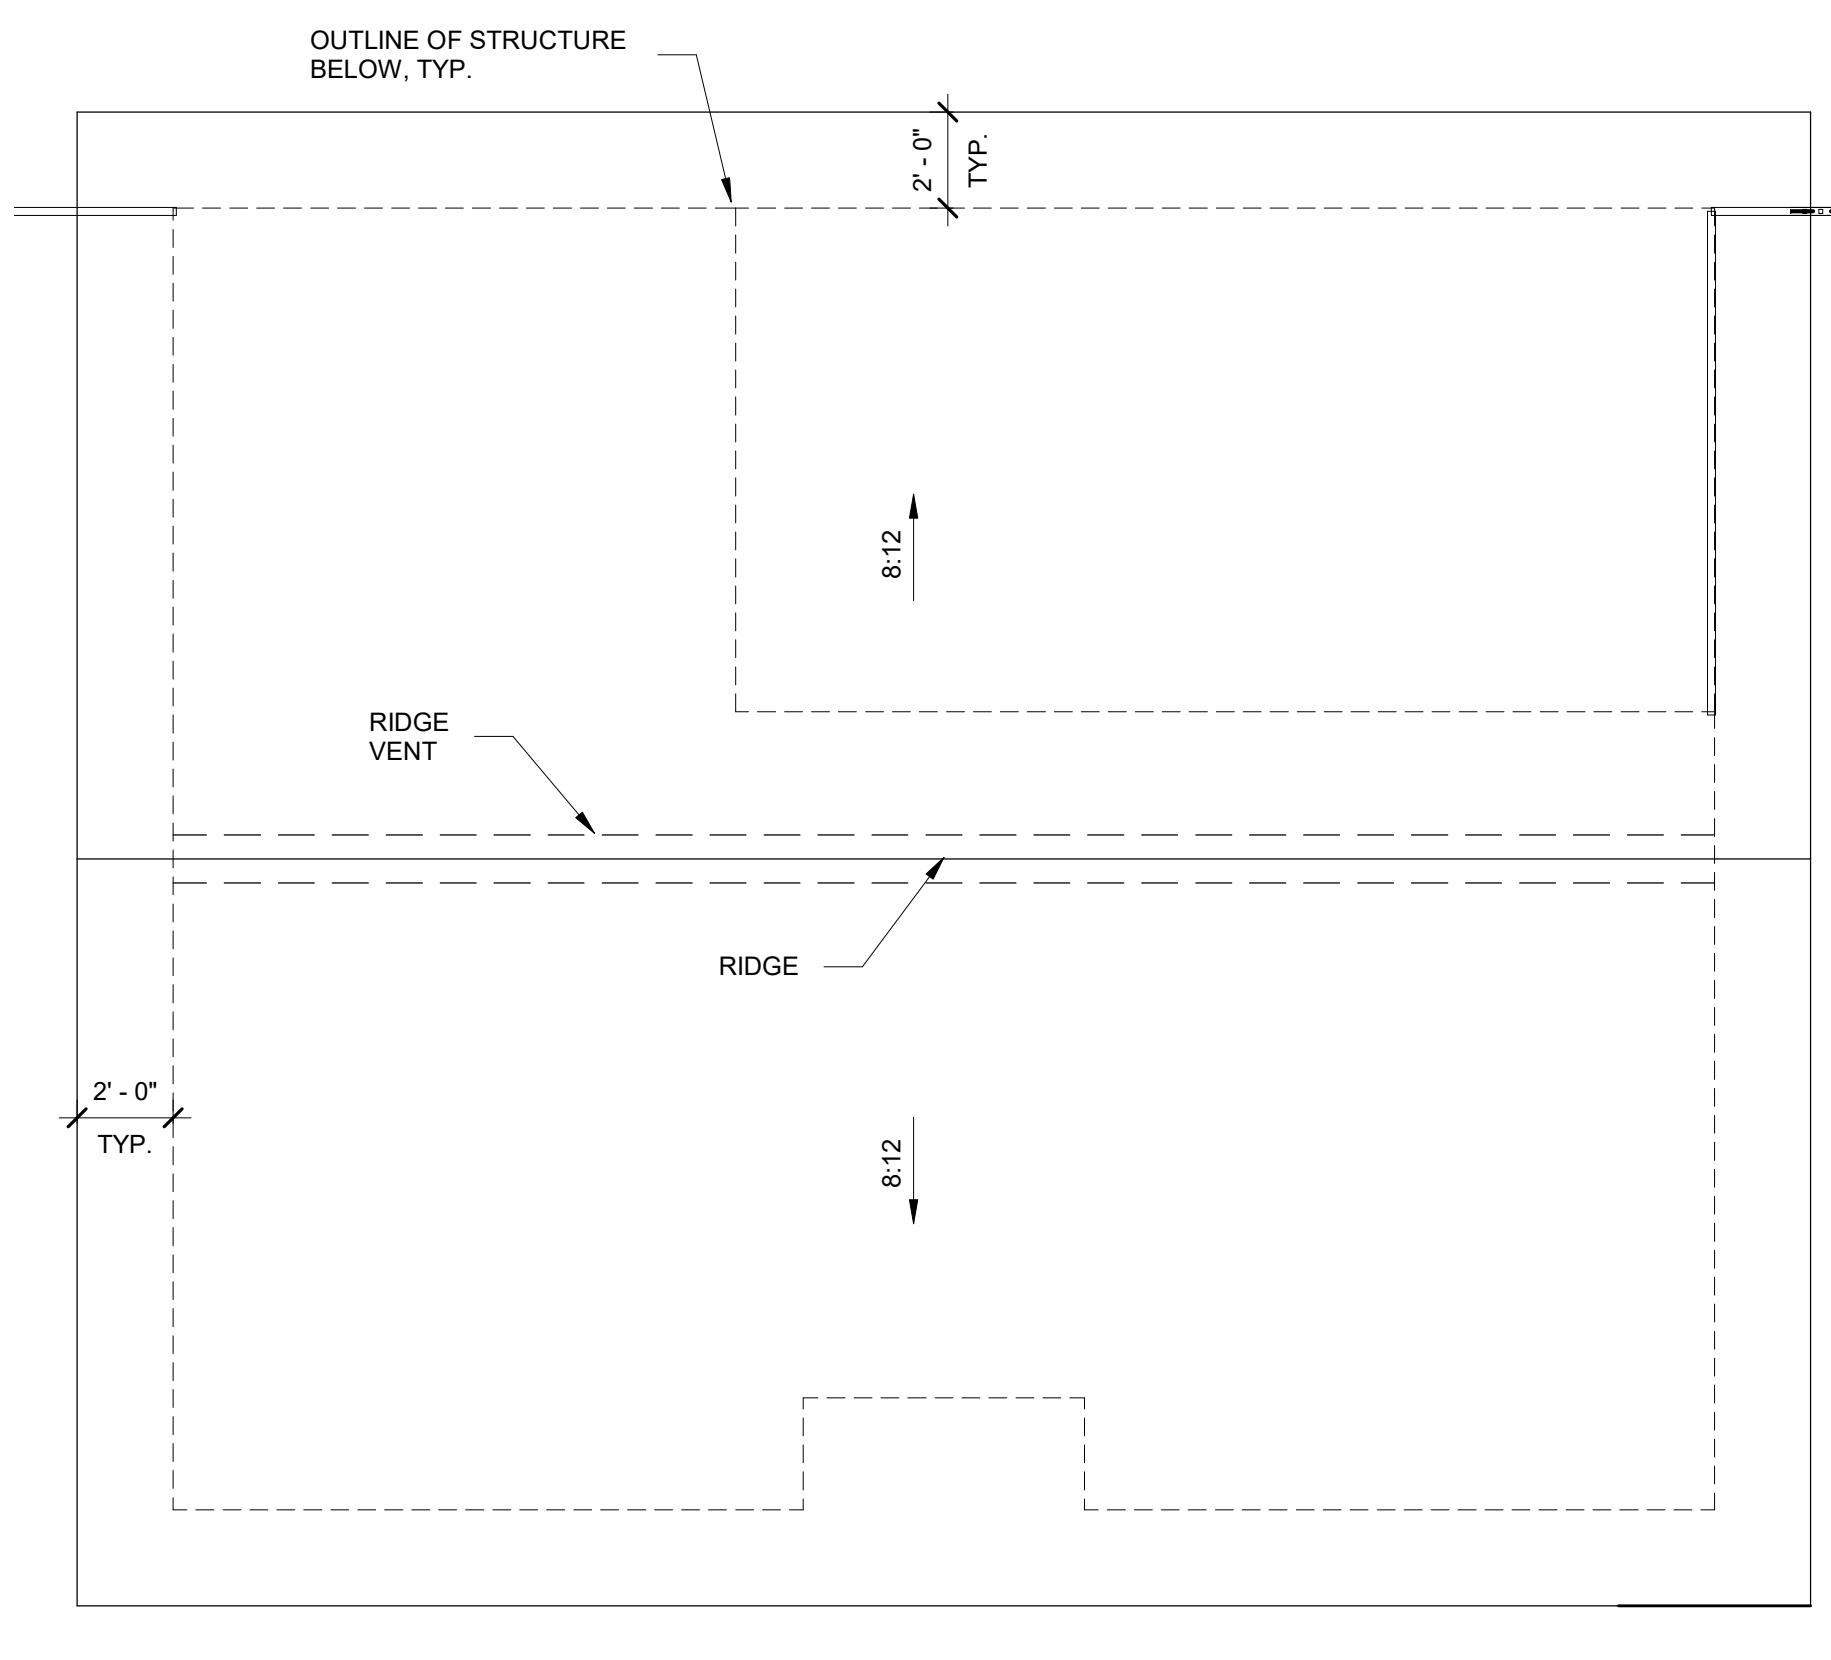 OUTLINE OF STRUCTURE
BELOW, TYP.
2' - 0"
TYP.
8:12
RIDGE
VENT
RIDGE
2' - 0"
TYP.
8:12